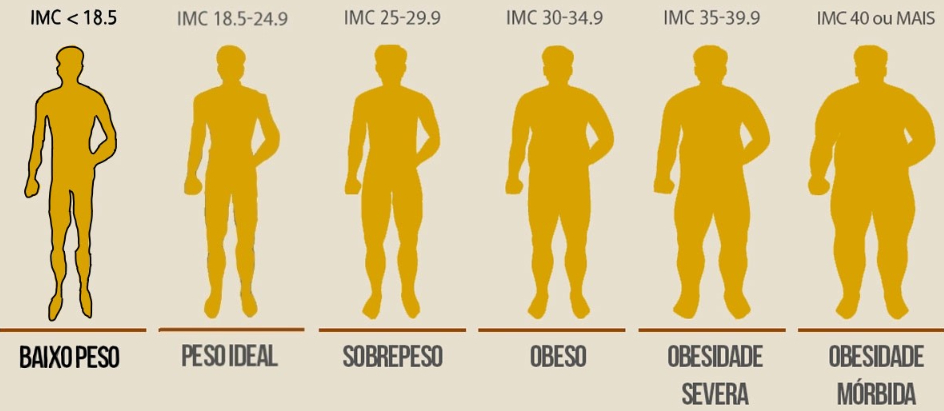 IMC < 18.5
IMC 18.5-24.9
IMC 25-29.9
IMC 30-34.9
IMC 35-39.9
IMC 40 ou MAIS
BAIXO PESO
PESO IDEAL
SOBREPESO
OBESO
OBESIDADE
SEVERA
OBESIDADE
MÓRBIDA